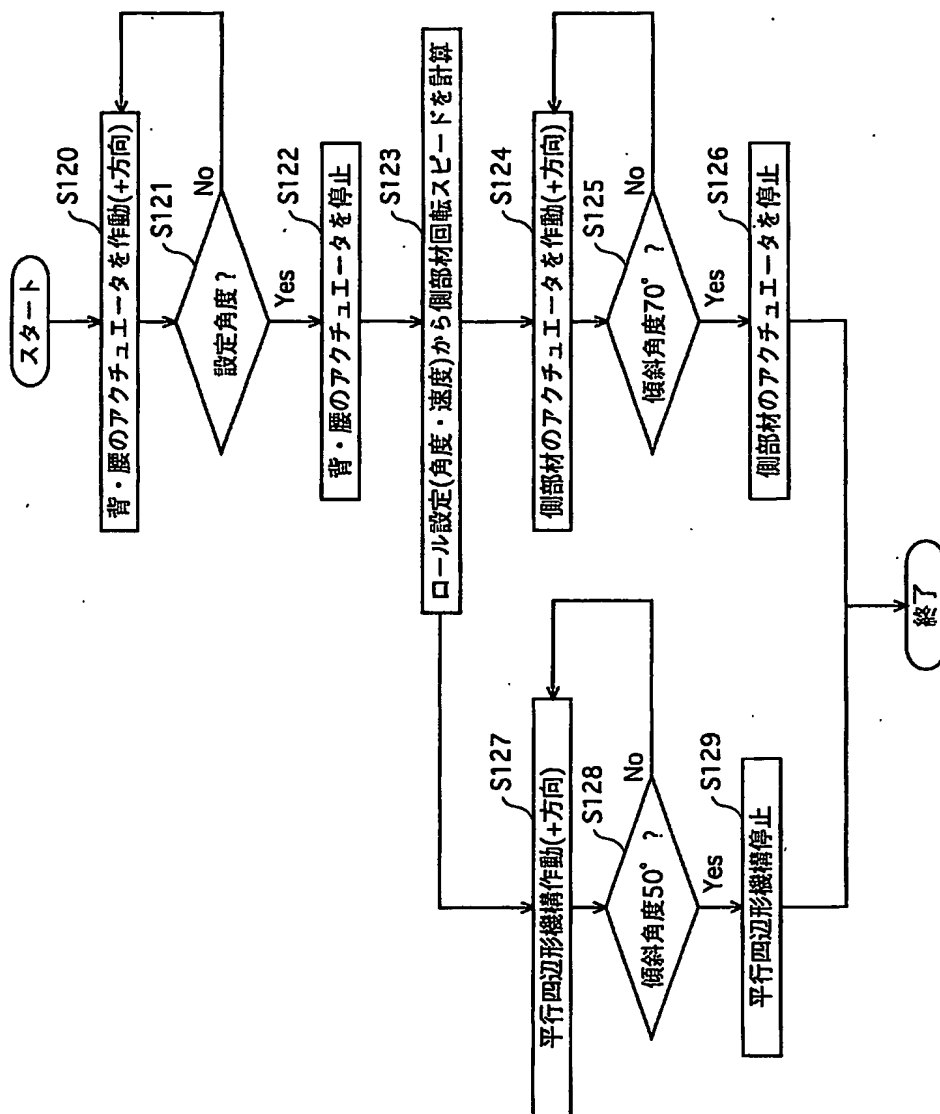 スタート
S120
背・腰のアクチュエータを作動(+方向)
S121
設定角度?
No
Yes
S122
背・腰のアクチュエータを停止
S123
ロール設定(角度・速度)から側部材回転スピードを計算
S124
側部材のアクチュエータを作動(+方向)
S125
傾斜角度70° ?
No
Yes
S126
側部材のアクチュエータを停止
S127
平行四辺形機構作動(+方向)
S128
傾斜角度50° ?
No
Yes
S129
平行四辺形機構停止
終了